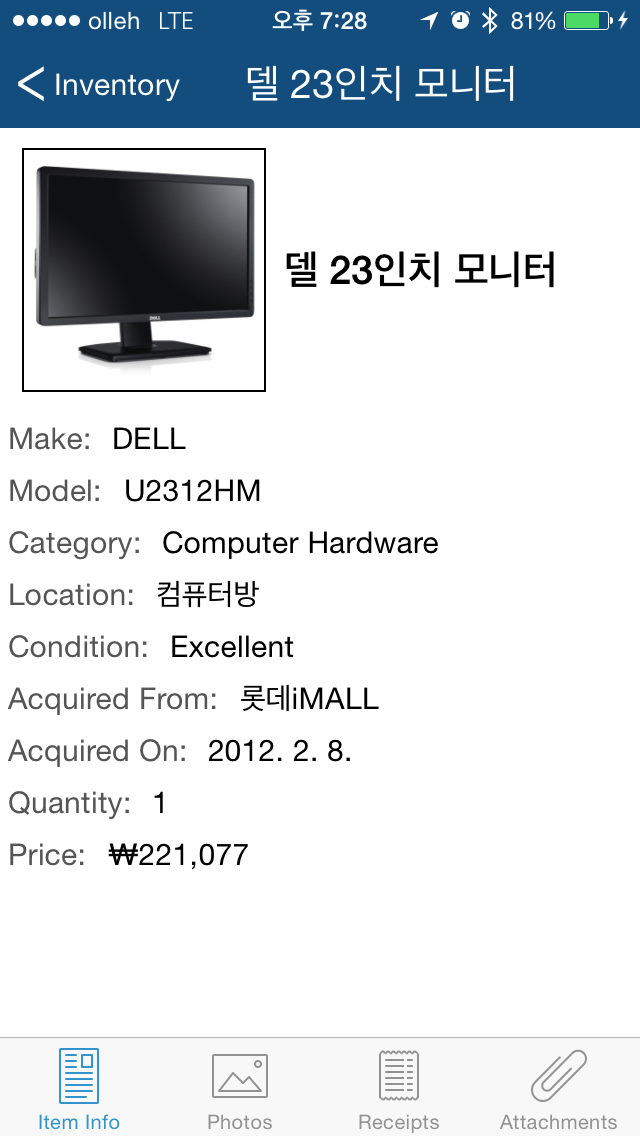 olleh LTE 오후 7:28 81%
Inventory 델 23인치 모니터
DELL
델 23인치 모니터
Make: DELL
Model: U2312HM
Category: Computer Hardware
Location: 컴퓨터방
Condition: Excellent
Acquired From: 롯데iMALL
Acquired On: 2012. 2. 8.
Quantity: 1
Price: ₩221,077
Item Info Photos Receipts Attachments